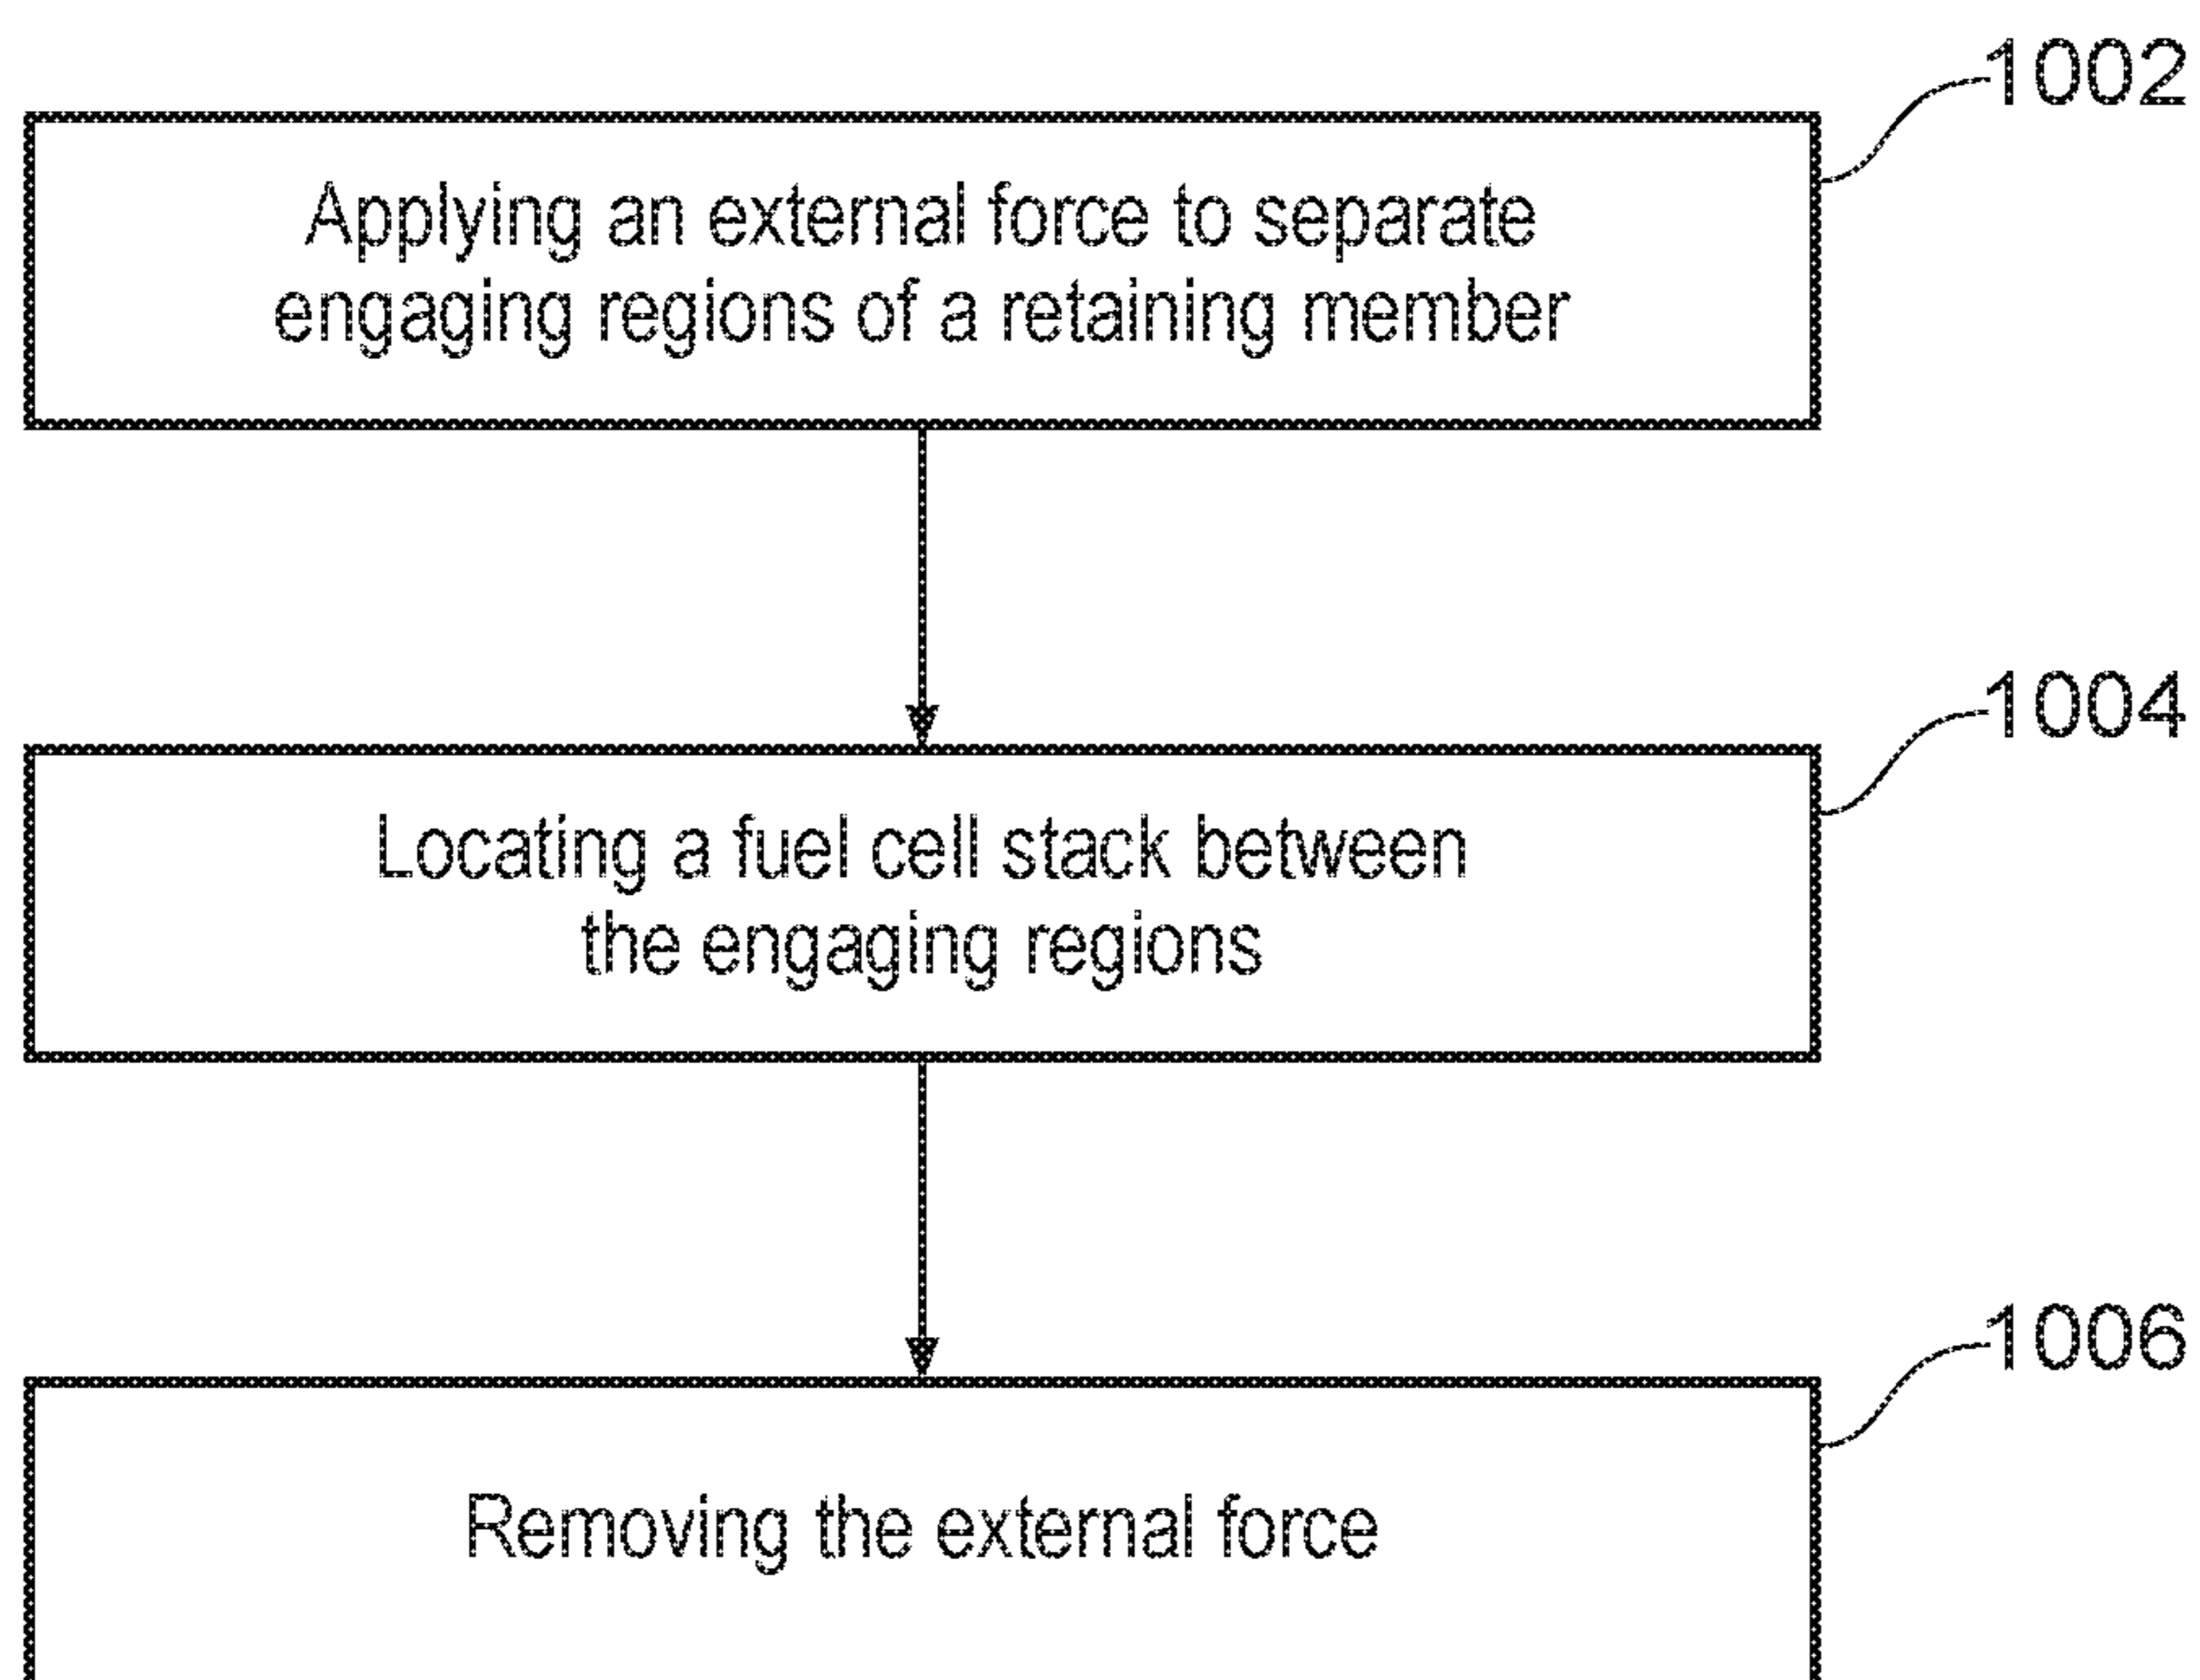 1002
Applying an external force to separate
engaging regions of a retaining member
1004
Locating a fuel cell stack between
the engaging regions
1006
Removing the external force